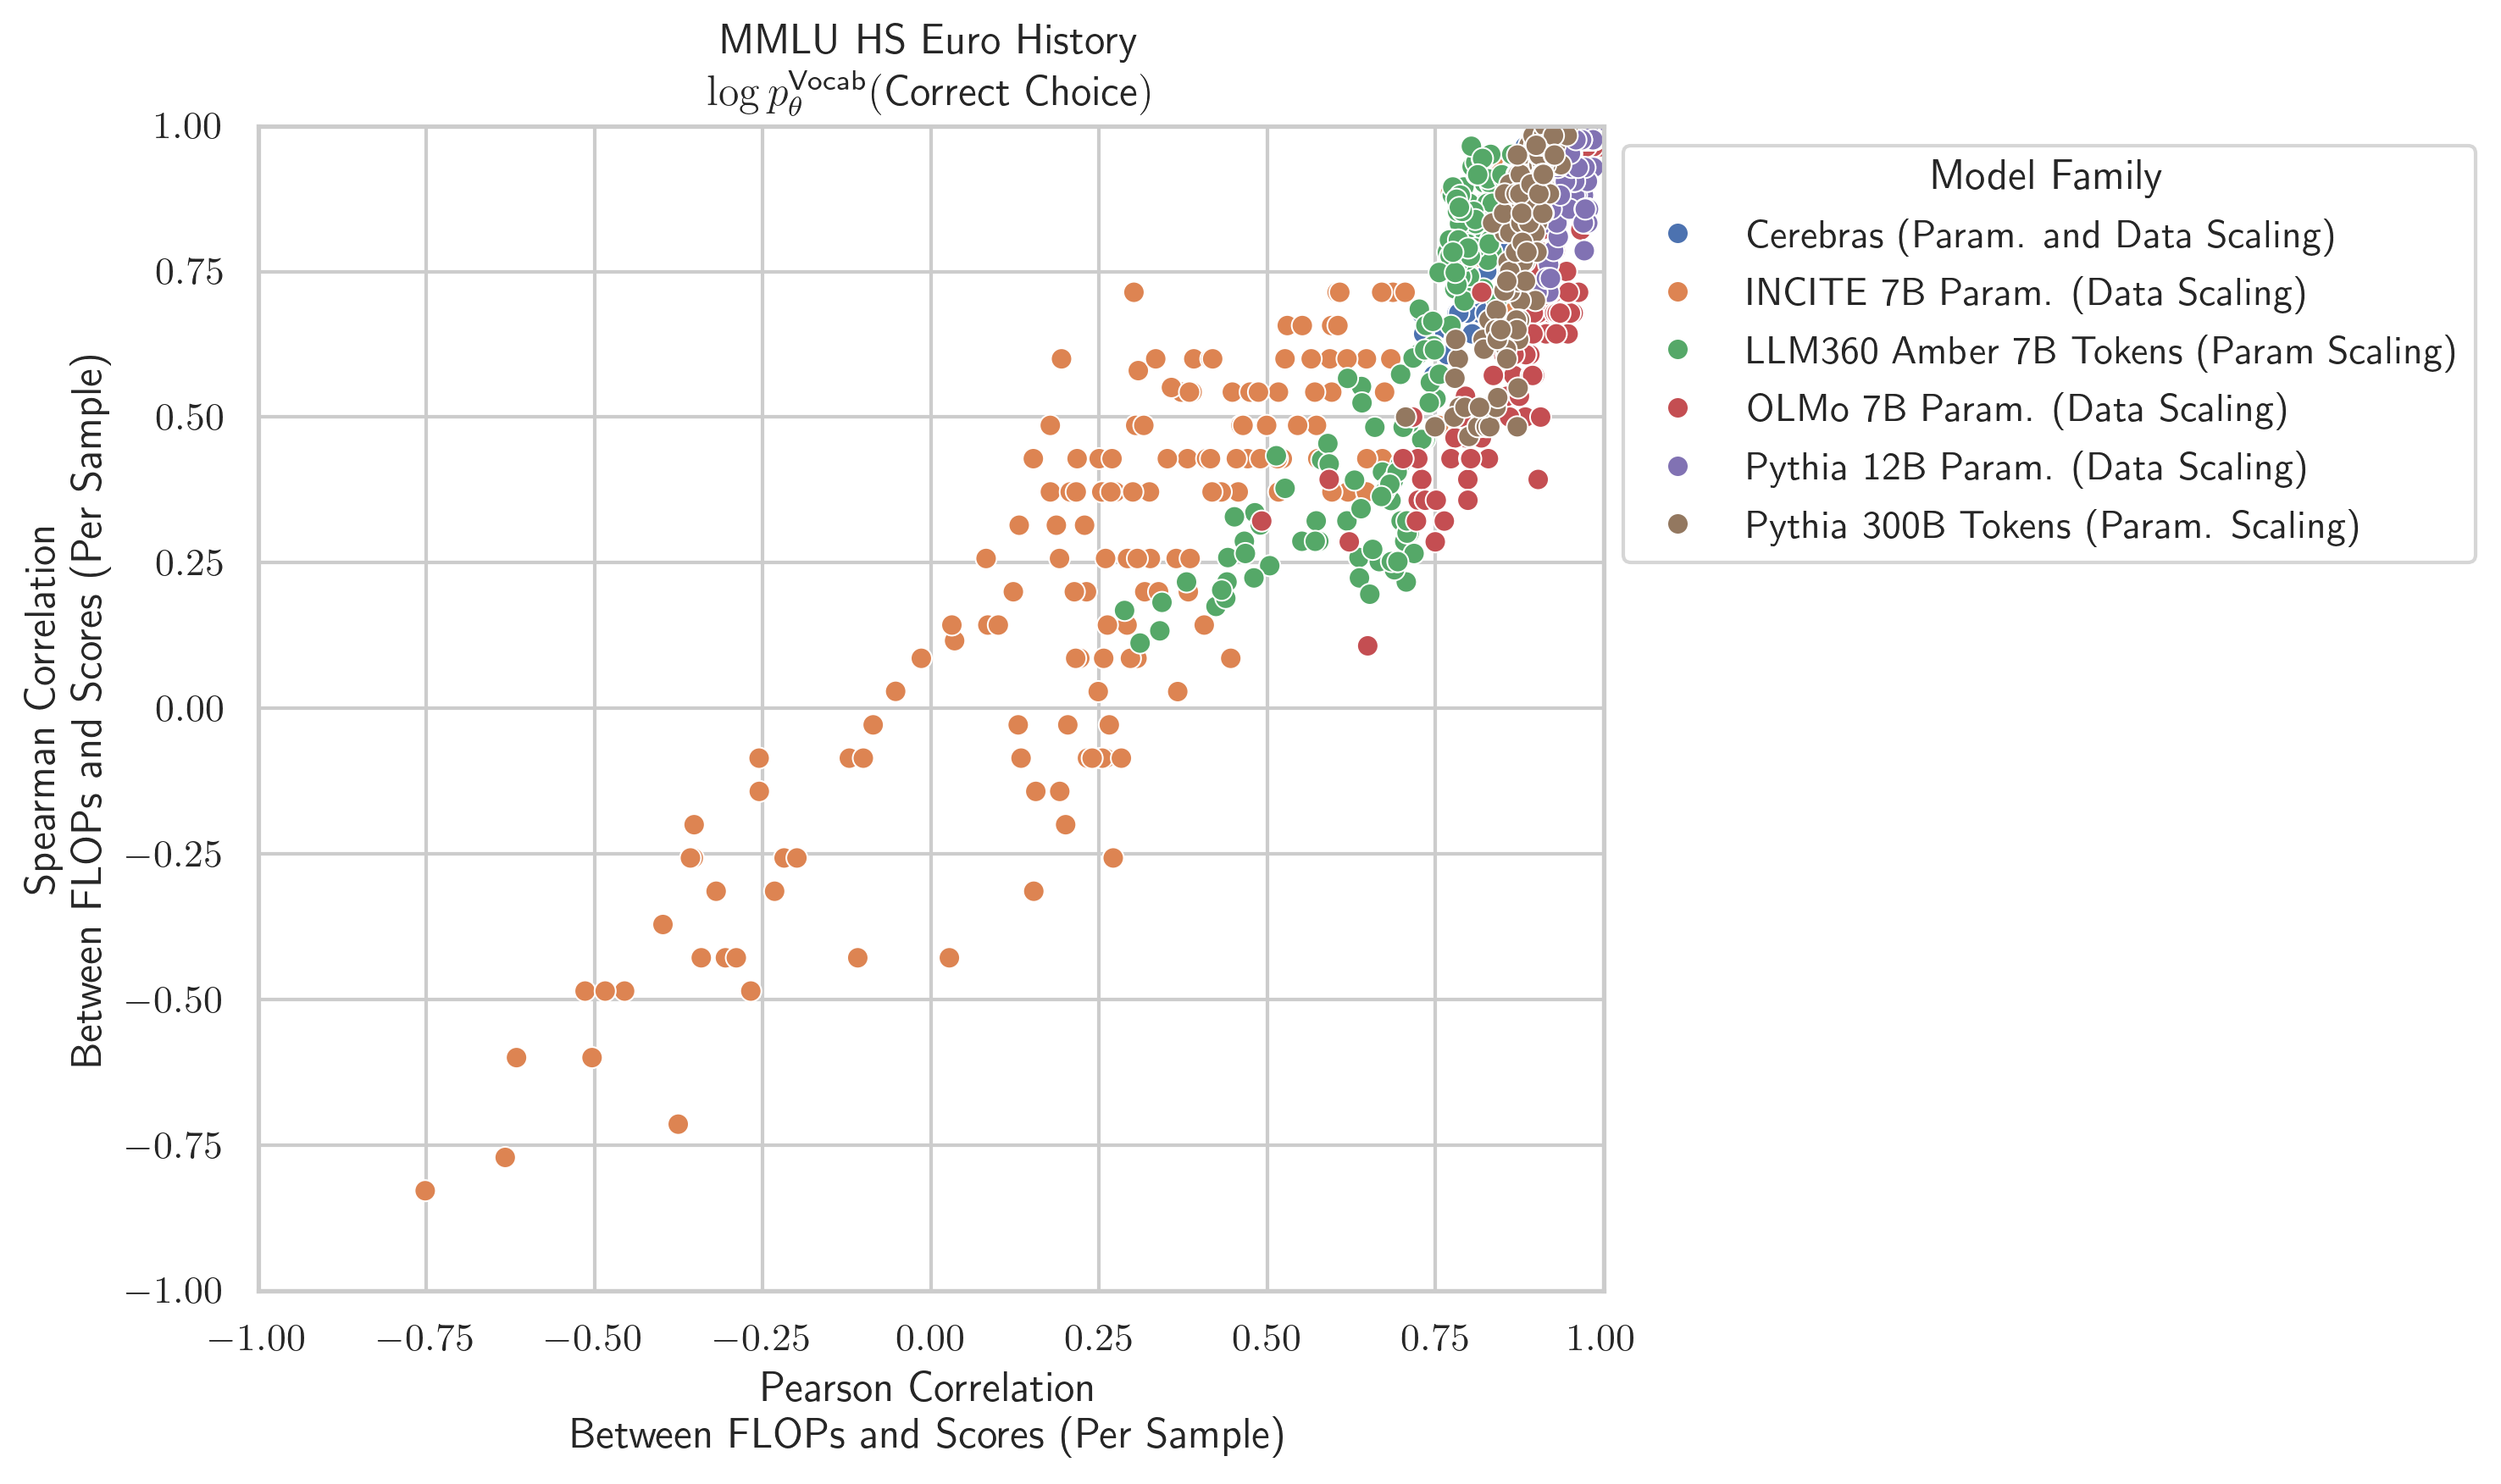 MMLU HS Euro History
log p_θ^Vocab(Correct Choice)
1.00
0.75
0.50
0.25
0.00
−0.25
−0.50
−0.75
−1.00
Spearman Correlation
Between FLOPs and Scores (Per Sample)
−1.00 −0.75 −0.50 −0.25 0.00 0.25 0.50 0.75 1.00
Pearson Correlation
Between FLOPs and Scores (Per Sample)
Model Family
Cerebras (Param. and Data Scaling)
INCITE 7B Param. (Data Scaling)
LLM360 Amber 7B Tokens (Param Scaling)
OLMo 7B Param. (Data Scaling)
Pythia 12B Param. (Data Scaling)
Pythia 300B Tokens (Param. Scaling)